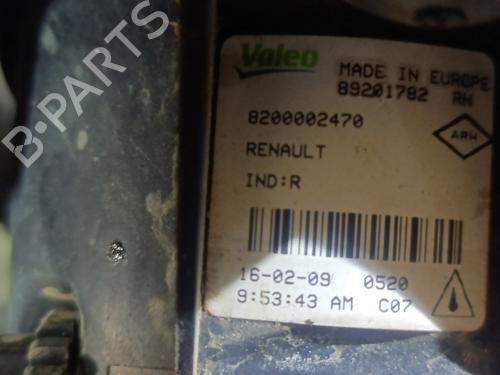 Valeo
MADE IN EUROPE
89201782 RH
8200002470
ARH
RENAULT
IND:R
16-02-09 0520
9:53:43 AM C07
B-PARTS